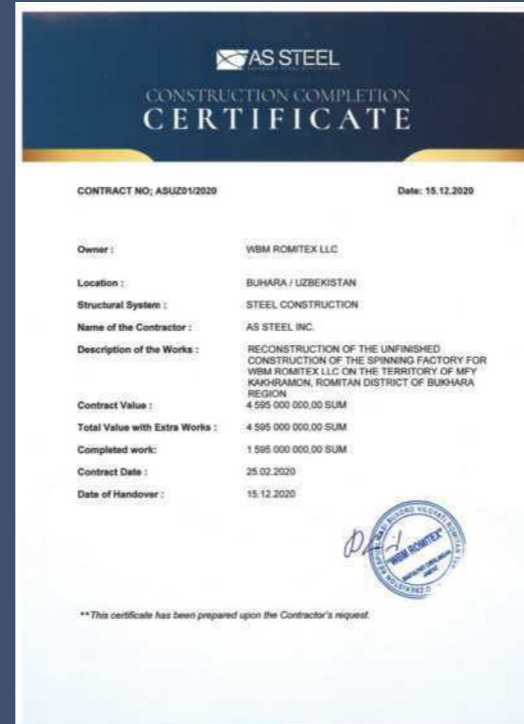 AS STEEL
CONSTRUCTION COMPLETION
CERTIFICATE
CONTRACT NO; ASUZ01/2020 Date: 15.12.2020
Owner : WBM ROMITEX LLC
Location : BUHARA / UZBEKISTAN
Structural System : STEEL CONSTRUCTION
Name of the Contractor : AS STEEL INC.
Description of the Works : RECONSTRUCTION OF THE UNFINISHED
CONSTRUCTION OF THE SPINNING FACTORY FOR
WBM ROMITEX LLC ON THE TERRITORY OF MFY
KAKHRAMON, ROMITAN DISTRICT OF BUKHARA
REGION
Contract Value : 4 595 000 000,00 SUM
Total Value with Extra Works : 4 595 000 000,00 SUM
Completed work: 1 595 000 000,00 SUM
Contract Date : 25.02.2020
Date of Handover : 15.12.2020
"WBM ROMITEX"
**This certificate has been prepared upon the Contractor's request.